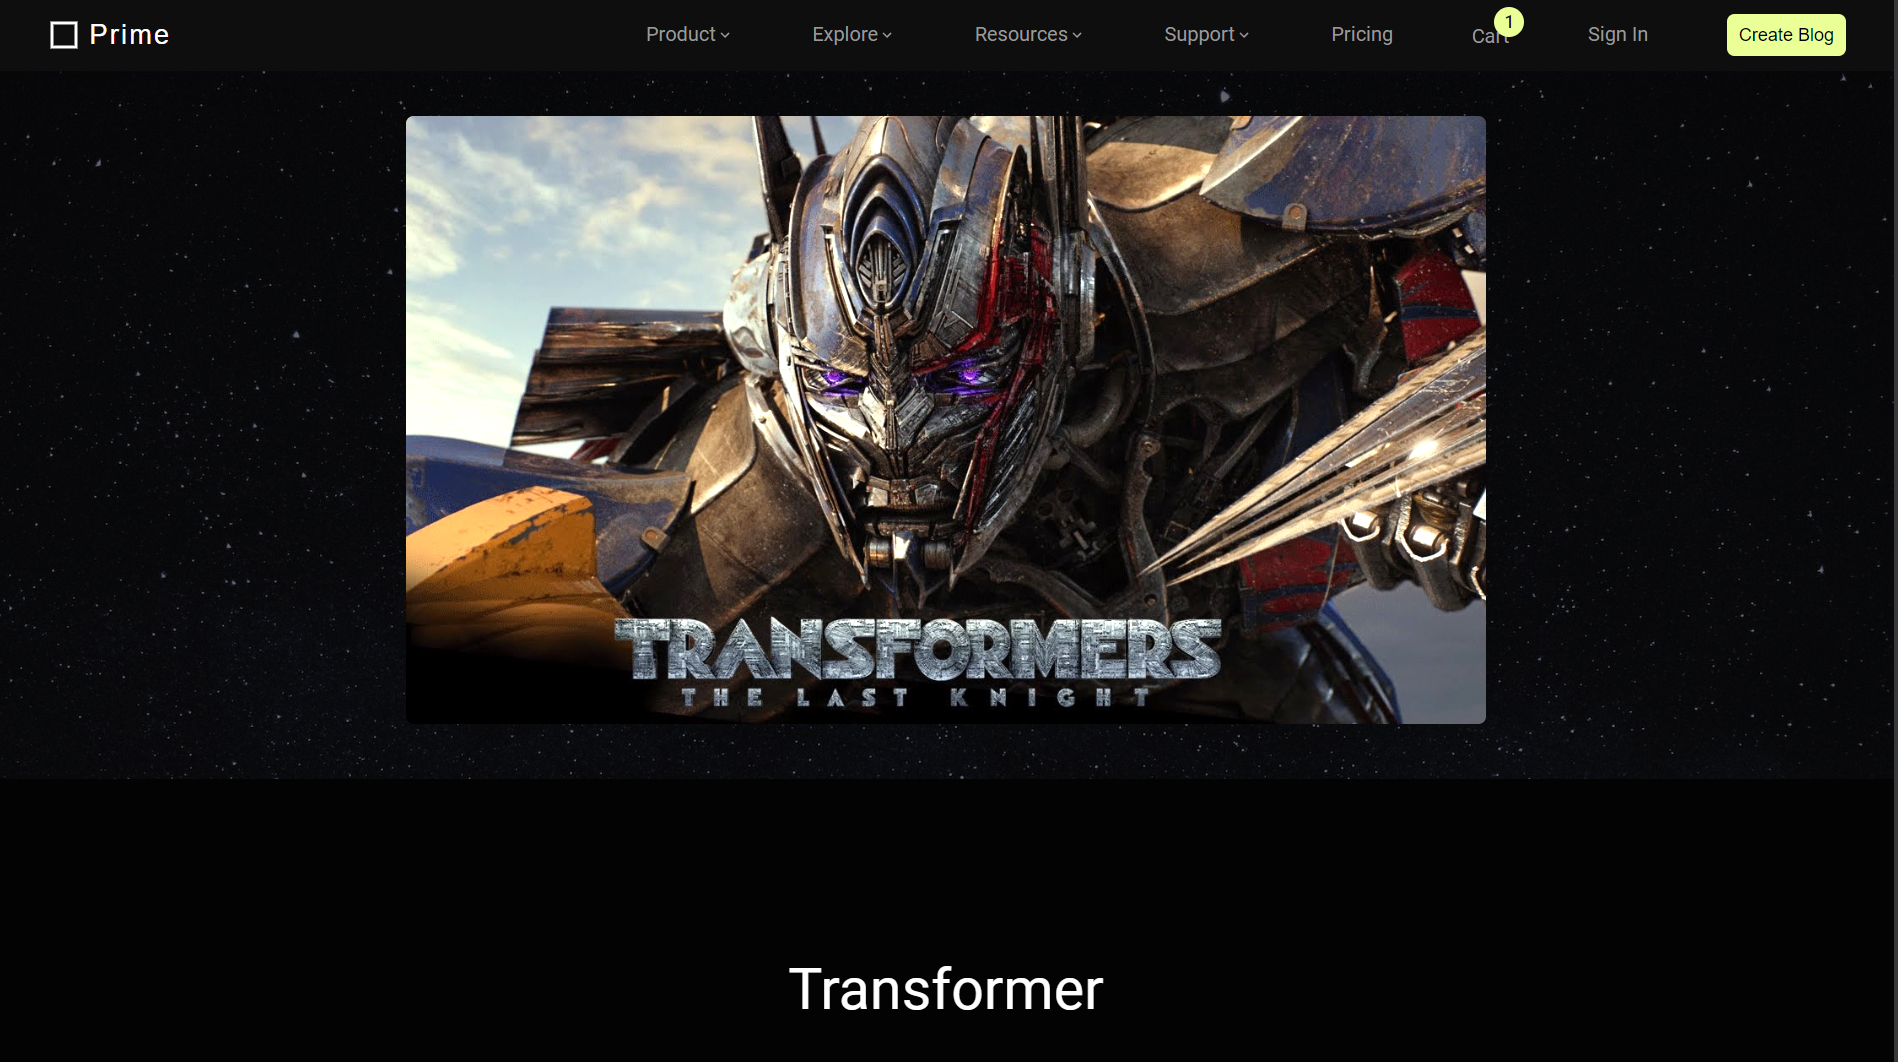 Prime
Product
Explore
Resources
Support
Pricing
Cart
1
Sign In
Create Blog
TRANSFORMERS
THE LAST KNIGHT
Transformer